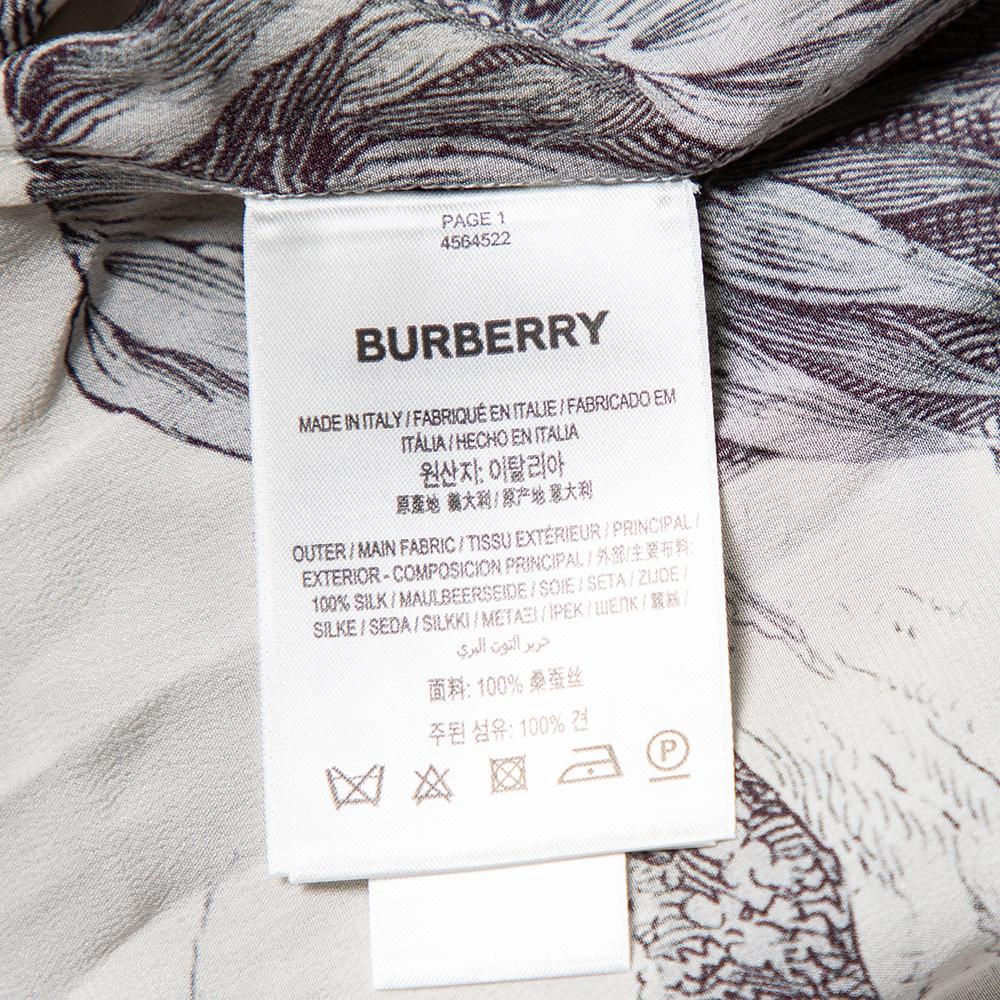 PAGE 1
4564522
BURBERRY
MADE IN ITALY / FABRIQUÉ EN ITALIE / FABRICADO EM
ITÁLIA / HECHO EN ITALIA
원산지: 이탈리아
原產地 義大利 / 原产地 意大利
OUTER / MAIN FABRIC / TISSU EXTÉRIEUR / PRINCIPAL /
EXTERIOR - COMPOSICION PRINCIPAL / 外部/主要布料:
100% SILK / MAULBEERSEIDE / SOIE / SETA / ZIJDE /
SILKE / SEDA / SILKKI / ΜΕΤΑΞΙ / İPEK / ШЕЛК / 蠶絲 /
حرير التوت البري
面料: 100% 桑蚕丝
주된 섬유: 100% 견
P